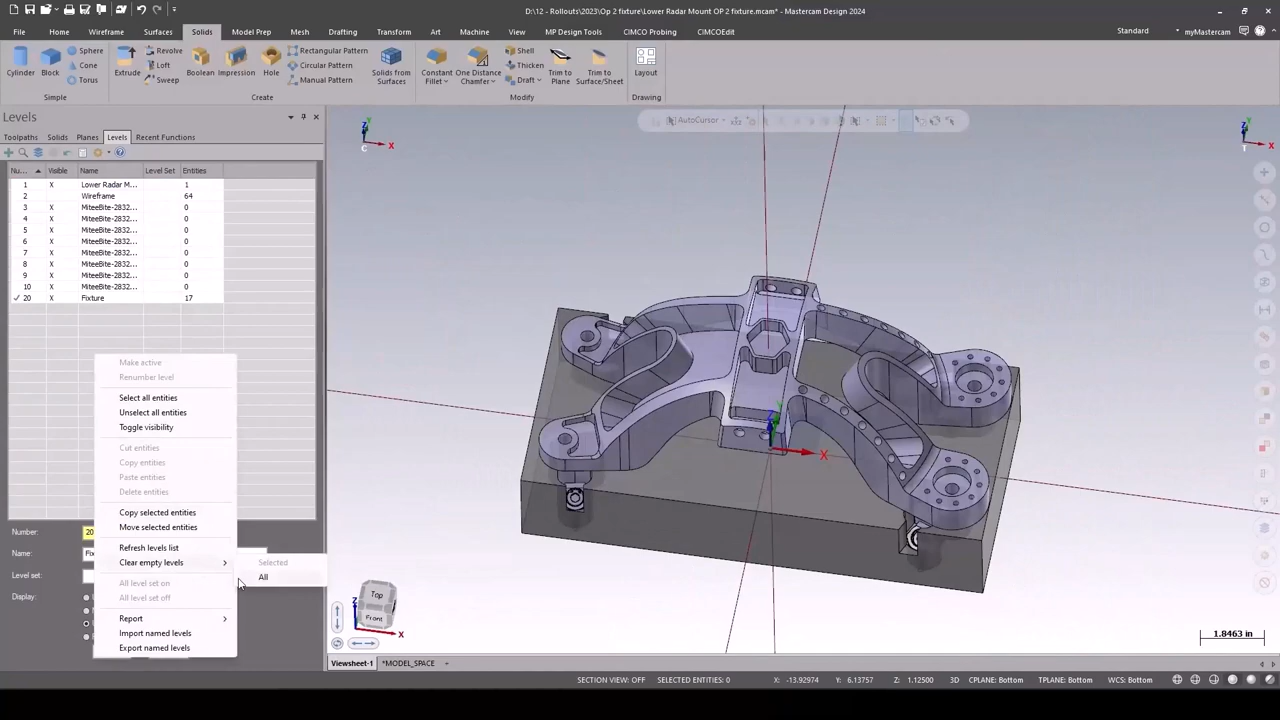 D:\12 - Rollouts\2023\Op 2 fixture\Lower Radar Mount OP 2 fixture.mcam* - Mastercam Design 2024
File Home Wireframe Surfaces Solids Model Prep Mesh Drafting Transform Art Machine View MP Design Tools CIMCO Probing CIMCOEdit Standard myMastercam
Cylinder Block Sphere Cone Torus
Simple
Extrude Revolve Loft Sweep Boolean Impression Hole Rectangular Pattern Circular Pattern Manual Pattern Solids from Surfaces
Create
Constant Fillet One Distance Chamfer Shell Thicken Draft Trim to Plane Trim to Surface/Sheet
Modify
Layout
Drawing
Levels
Toolpaths Solids Planes Levels Recent Functions
Nu... Visible Name Level Set Entities
1 X Lower Radar M... 1
2 Wireframe 64
3 X MiteeBite-2832... 0
4 X MiteeBite-2832... 0
5 X MiteeBite-2832... 0
6 X MiteeBite-2832... 0
7 X MiteeBite-2832... 0
8 X MiteeBite-2832... 0
9 X MiteeBite-2832... 0
10 X MiteeBite-2832... 0
20 X Fixture 17
Make active
Renumber level
Select all entities
Unselect all entities
Toggle visibility
Cut entities
Copy entities
Paste entities
Delete entities
Copy selected entities
Move selected entities
Refresh levels list
Clear empty levels
Selected
All
All level set on
All level set off
Report
Import named levels
Export named levels
Number: 20
Name: Fix
Level set:
Display:
AutoCursor
Z Y X C
Z Y X T
Z Y X
Top
Front
Z X
1.8463 in
Viewsheet-1 *MODEL_SPACE +
SECTION VIEW: OFF SELECTED ENTITIES: 0 X: -13.92974 Y: 6.13757 Z: 1.12500 3D CPLANE: Bottom TPLANE: Bottom WCS: Bottom